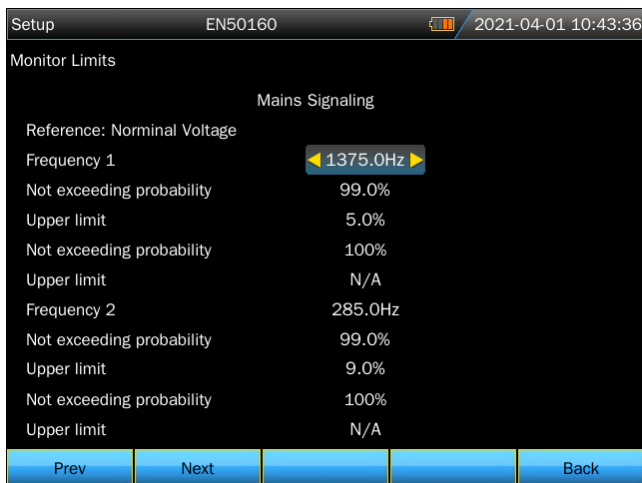 Setup EN50160 2021-04-01 10:43:36
Monitor Limits
Mains Signaling
Reference: Norminal Voltage
Frequency 1 1375.0Hz
Not exceeding probability 99.0%
Upper limit 5.0%
Not exceeding probability 100%
Upper limit N/A
Frequency 2 285.0Hz
Not exceeding probability 99.0%
Upper limit 9.0%
Not exceeding probability 100%
Upper limit N/A
Prev Next Back